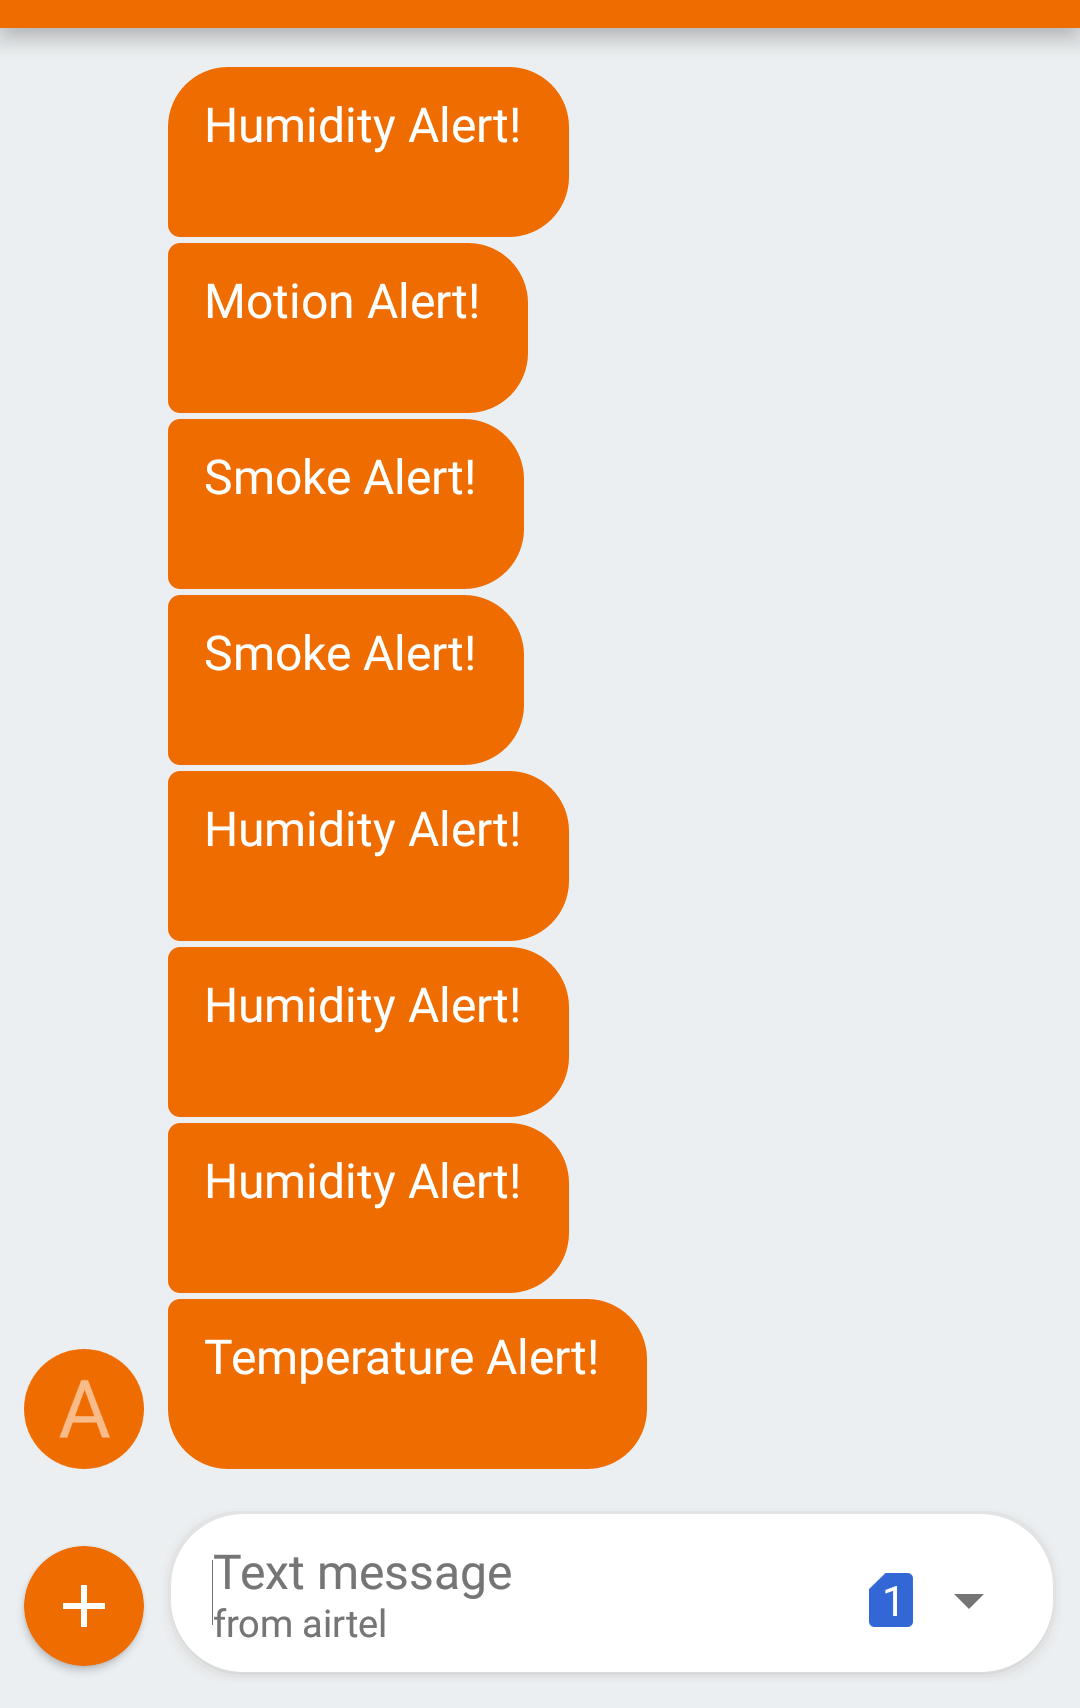 Humidity Alert!
Motion Alert!
Smoke Alert!
Smoke Alert!
Humidity Alert!
Humidity Alert!
Humidity Alert!
Temperature Alert!
A
Text message
from airtel
1